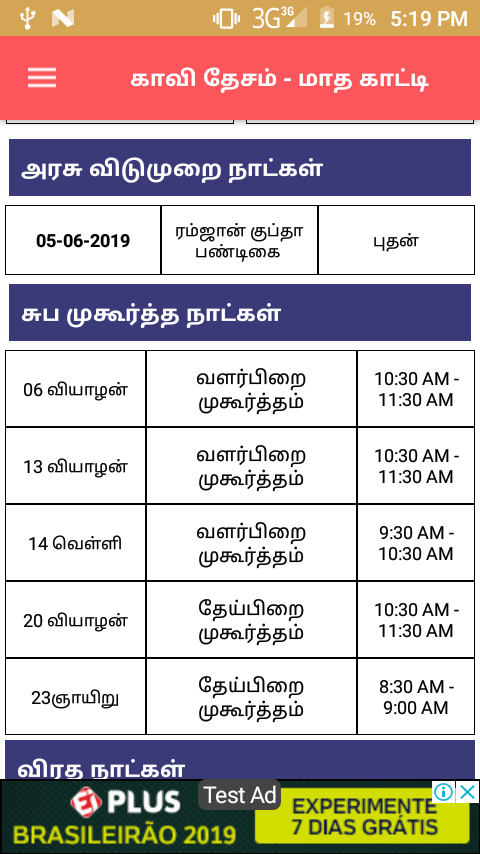 3G 3G 19% 5:19 PM
காவி தேசம் - மாத காட்டி
அரசு விடுமுறை நாட்கள்
05-06-2019 ரம்ஜான் குப்தா புதன்
பண்டிகை
சுப முகூர்த்த நாட்கள்
06 வியாழன் வளர்பிறை 10:30 AM -
முகூர்த்தம் 11:30 AM
13 வியாழன் வளர்பிறை 10:30 AM -
முகூர்த்தம் 11:30 AM
14 வெள்ளி வளர்பிறை 9:30 AM -
முகூர்த்தம் 10:30 AM
20 வியாழன் தேய்பிறை 10:30 AM -
முகூர்த்தம் 11:30 AM
23ஞாயிறு தேய்பிறை 8:30 AM -
முகூர்த்தம் 9:00 AM
விரத நாட்கள்
Test Ad
EI PLUS
BRASILEIRÃO 2019
EXPERIMENTE
7 DIAS GRÁTIS